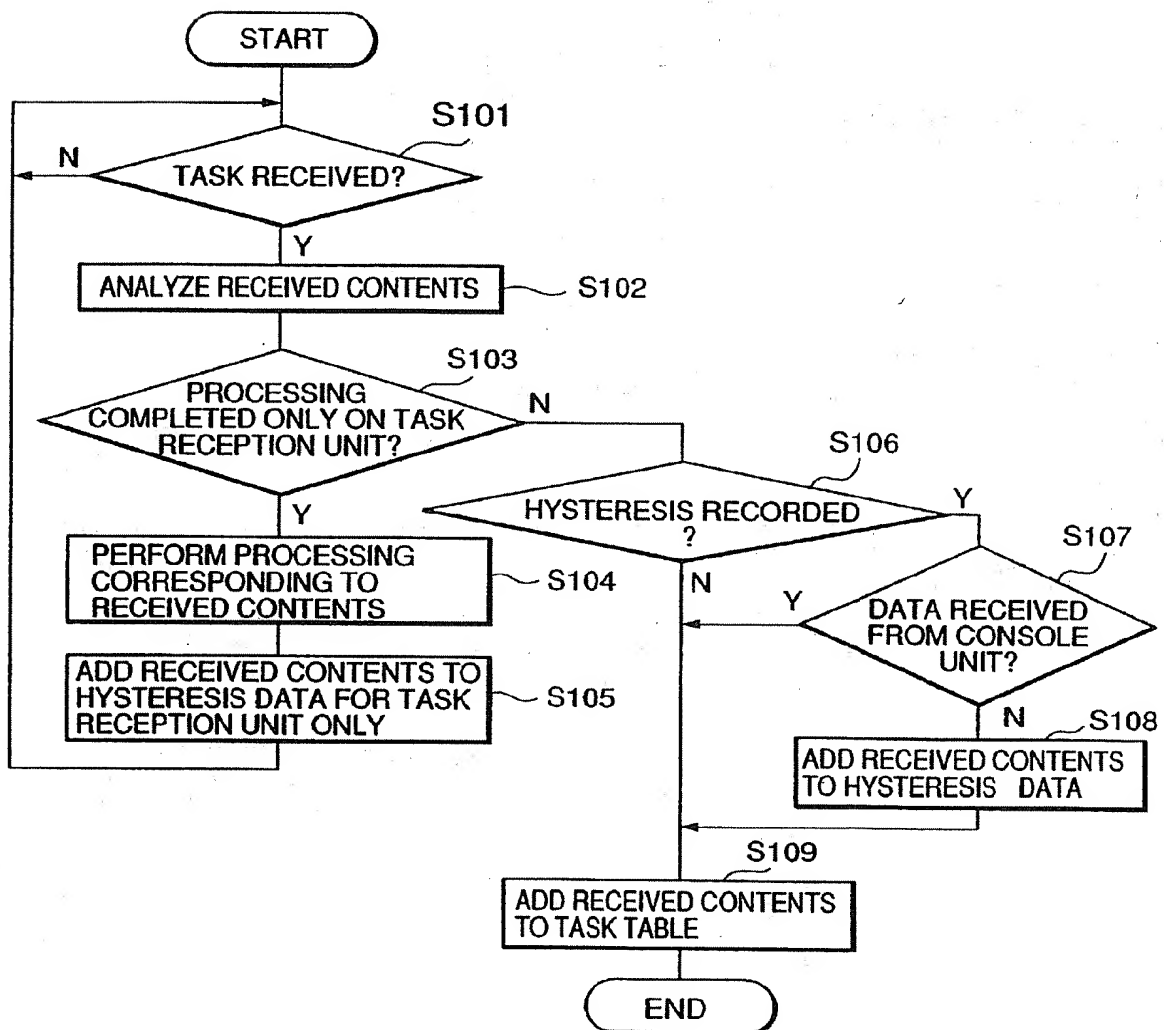 START
S101
N
TASK RECEIVED?
Y
ANALYZE RECEIVED CONTENTS
S102
S103
PROCESSING
COMPLETED ONLY ON TASK
RECEPTION UNIT?
N
Y
S106
HYSTERESIS RECORDED
?
Y
N
PERFORM PROCESSING
CORRESPONDING TO
RECEIVED CONTENTS
S104
S107
DATA RECEIVED
FROM CONSOLE
UNIT?
Y
N
ADD RECEIVED CONTENTS TO
HYSTERESIS DATA FOR TASK
RECEPTION UNIT ONLY
S105
S108
ADD RECEIVED CONTENTS
TO HYSTERESIS DATA
S109
ADD RECEIVED CONTENTS
TO TASK TABLE
END